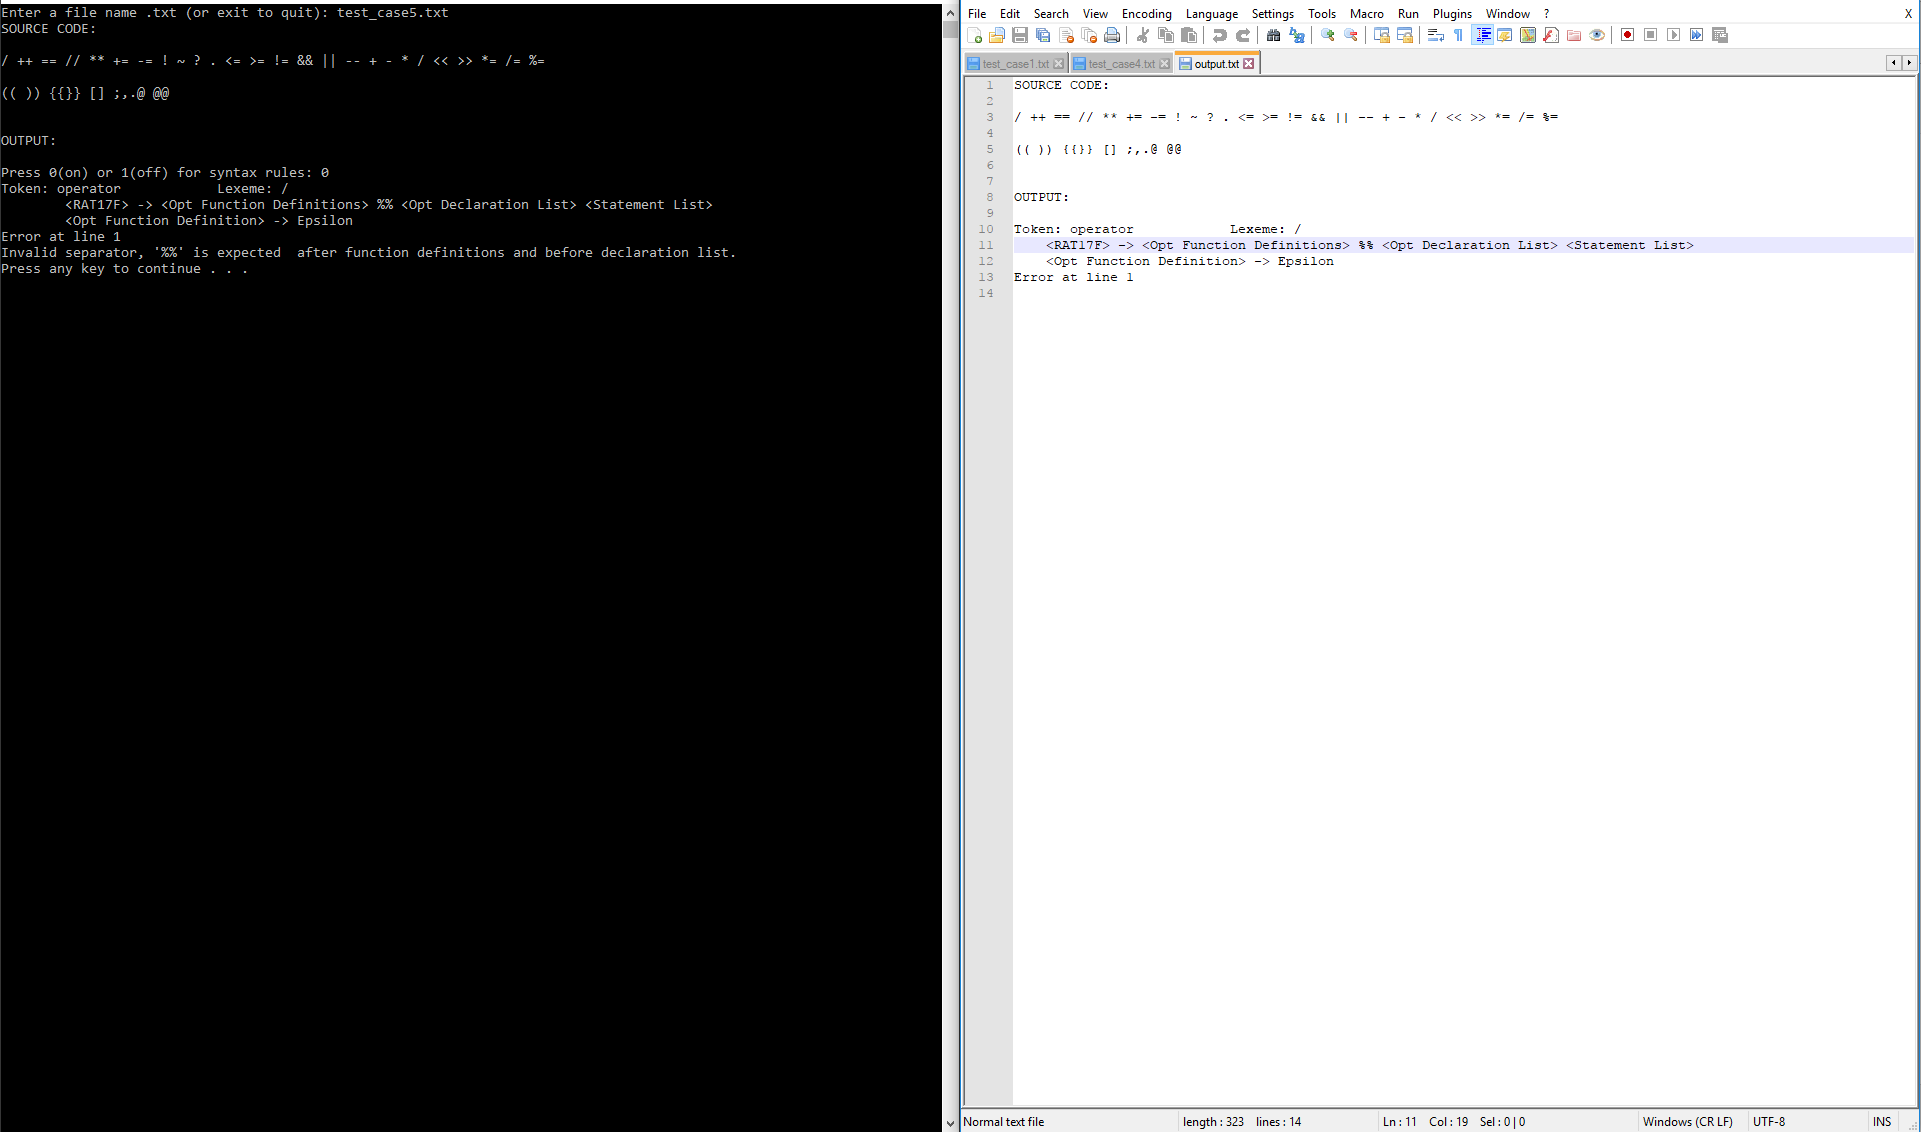 Enter a file name .txt (or exit to quit): test_case5.txt
SOURCE CODE:
/ ++ == // ** += -= ! ~ ? . <= >= != && || -- + - * / << >> *= /= %=
(( )) {{}} [] ;,.@ @@
OUTPUT:
Press 0(on) or 1(off) for syntax rules: 0
Token: operator            Lexeme: /
<RAT17F> -> <Opt Function Definitions> %% <Opt Declaration List> <Statement List>
<Opt Function Definition> -> Epsilon
Error at line 1
Invalid separator, '%%' is expected  after function definitions and before declaration list.
Press any key to continue . . .
File Edit Search View Encoding Language Settings Tools Macro Run Plugins Window ? X
test_case1.txt test_case4.txt output.txt
1 SOURCE CODE:
2
3 / ++ == // ** += -= ! ~ ? . <= >= != && || -- + - * / << >> *= /= %=
4
5 (( )) {{}} [] ;,.@ @@
6
7
8 OUTPUT:
9
10 Token: operator            Lexeme: /
11 <RAT17F> -> <Opt Function Definitions> %% <Opt Declaration List> <Statement List>
12 <Opt Function Definition> -> Epsilon
13 Error at line 1
14
Normal text file length : 323 lines : 14 Ln : 11 Col : 19 Sel : 0 | 0 Windows (CR LF) UTF-8 INS